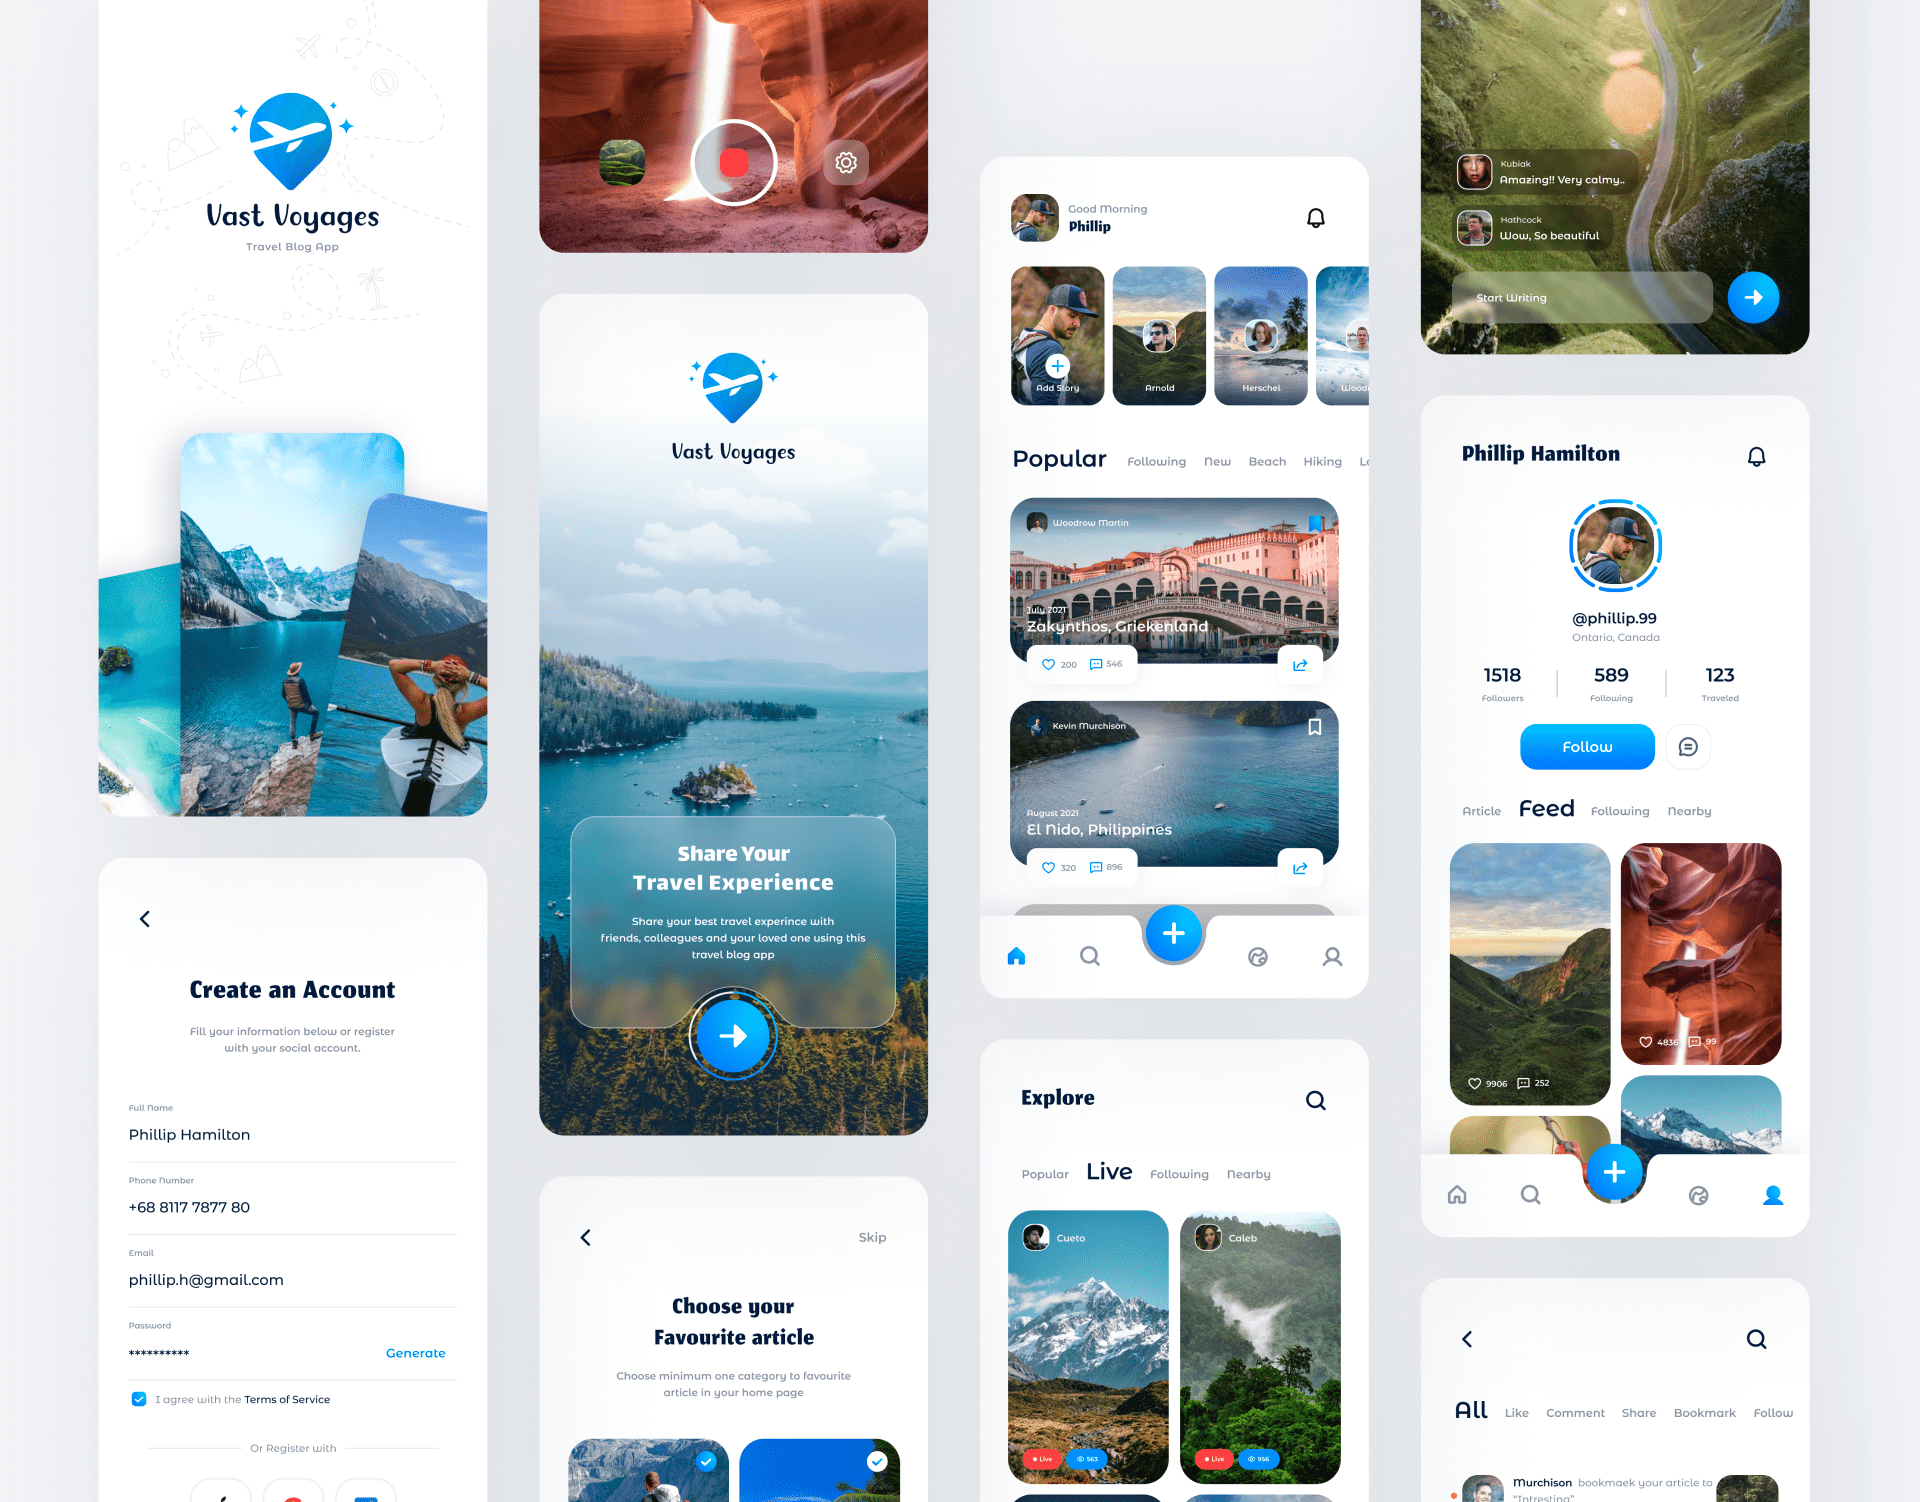 Vast Voyages
Travel Blog App
Create an Account
Fill your information below or register
with your social account.
Full Name
Phillip Hamilton
Phone Number
+68 8117 7877 80
Email
phillip.h@gmail.com
Password
**********
Generate
I agree with the Terms of Service
Or Register with
Vast Voyages
Share Your
Travel Experience
Share your best travel experince with
friends, colleagues and your loved one using this
travel blog app
Skip
Choose your
Favourite article
Choose minimum one category to favourite
article in your home page
Good Morning
Phillip
Add Story
Arnold
Herschel
Popular
Following
New
Beach
Hiking
Woodrow Martin
July 2021
Zakynthos, Griekenland
200
546
Kevin Murchison
August 2021
El Nido, Philippines
320
896
Explore
Popular
Live
Following
Nearby
Cueto
Caleb
Live
563
Live
956
Kubiak
Amazing!! Very calmy..
Hathcock
Wow, So beautiful
Start Writing
Phillip Hamilton
@phillip.99
Ontario, Canada
1518
589
123
Followers
Following
Traveled
Follow
Article
Feed
Following
Nearby
9906
252
4836
99
All
Like
Comment
Share
Bookmark
Follow
Murchison bookmaek your article to
"Intresting"